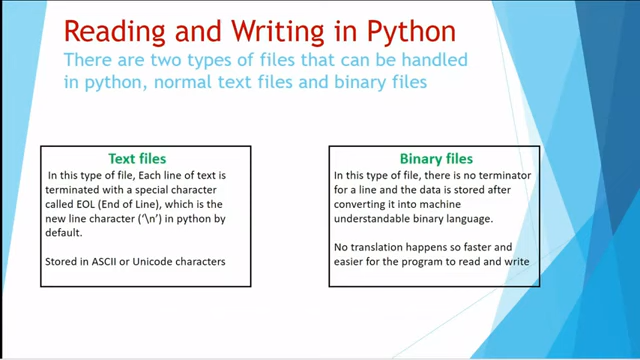 Reading and Writing in Python
There are two types of files that can be handled
in python, normal text files and binary files
Text files
In this type of file, Each line of text is
terminated with a special character
called EOL (End of Line), which is the
new line character (‘\n’) in python by
default.
Stored in ASCII or Unicode characters
Binary files
In this type of file, there is no terminator
for a line and the data is stored after
converting it into machine
understandable binary language.
No translation happens so faster and
easier for the program to read and write